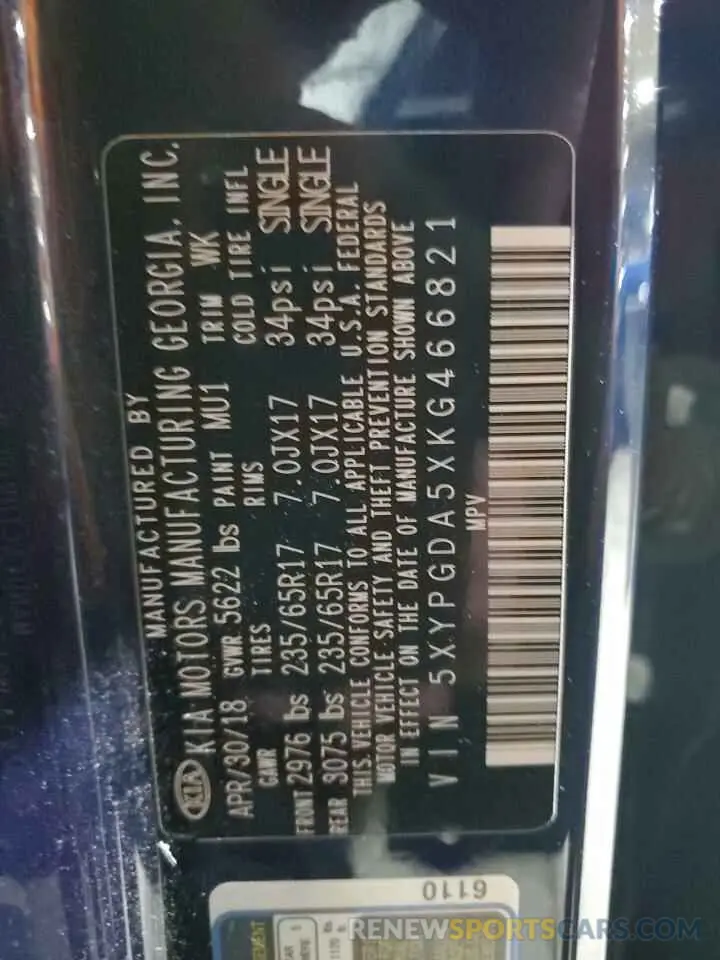 MANUFACTURED BY
KIA KIA MOTORS MANUFACTURING GEORGIA, INC.
APR/30/18 GVWR 5622 lbs PAINT MU1 TRIM WK
GAWR TIRES RIMS COLD TIRE INFL
FRONT 2976 lbs 235/65R17 7.0JX17 34psi SINGLE
REAR 3075 lbs 235/65R17 7.0JX17 34psi SINGLE
THIS VEHICLE CONFORMS TO ALL APPLICABLE U.S.A. FEDERAL
MOTOR VEHICLE SAFETY AND THEFT PREVENTION STANDARDS
IN EFFECT ON THE DATE OF MANUFACTURE SHOWN ABOVE
VIN 5XYPGDA5XKG466821
MPV
6110
RENEWSPORTSCARS.COM